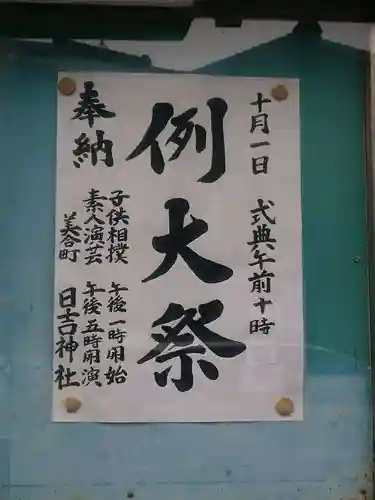 十月一日 式典午前十時
例大祭
奉納
子供相撲 午後一時開始
素人演芸 午後五時開演
美合町 日吉神社